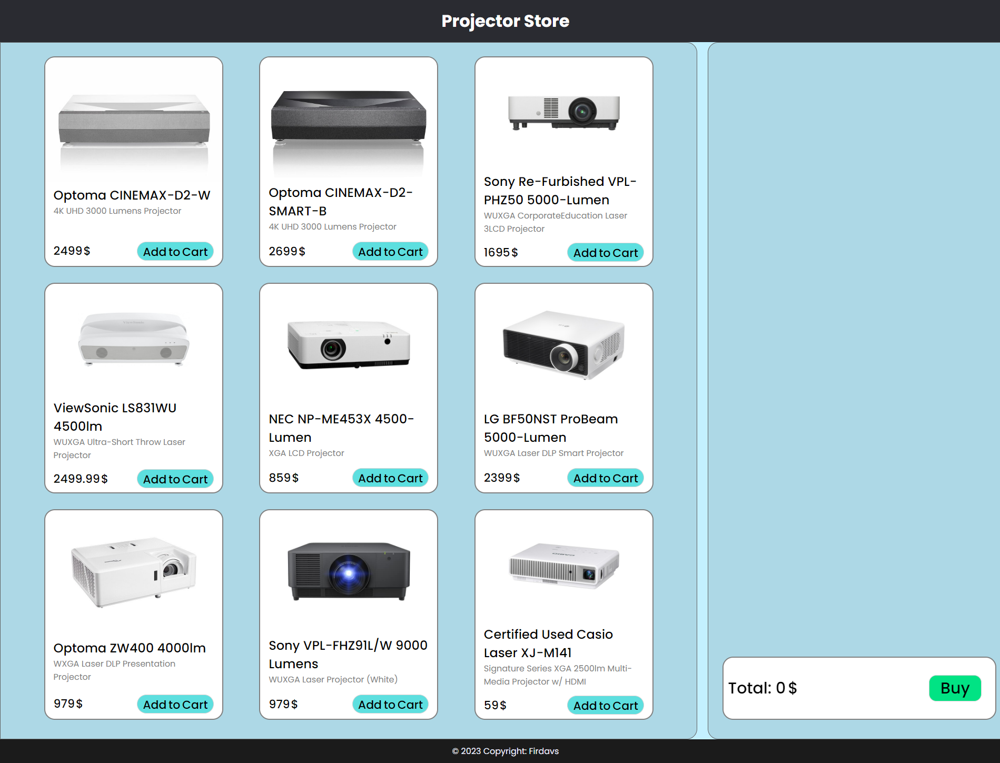 Projector Store
Optoma CINEMAX-D2-W
4K UHD 3000 Lumens Projector
2499$
Add to Cart
Optoma CINEMAX-D2-
SMART-B
4K UHD 3000 Lumens Projector
2699$
Add to Cart
Sony Re-Furbished VPL-
PHZ50 5000-Lumen
WUXGA CorporateEducation Laser
3LCD Projector
1695$
Add to Cart
ViewSonic
ViewSonic LS831WU
4500lm
WUXGA Ultra-Short Throw Laser
Projector
2499.99$
Add to Cart
NEC NP-ME453X 4500-
Lumen
XGA LCD Projector
859$
Add to Cart
LG BF50NST ProBeam
5000-Lumen
WUXGA Laser DLP Smart Projector
2399$
Add to Cart
Optoma ZW400 4000lm
WXGA Laser DLP Presentation
Projector
979$
Add to Cart
Sony VPL-FHZ91L/W 9000
Lumens
WUXGA Laser Projector (White)
979$
Add to Cart
CASIO
Certified Used Casio
Laser XJ-M141
Signature Series XGA 2500lm Multi-
Media Projector w/ HDMI
59$
Add to Cart
Total: 0$
Buy
© 2023 Copyright: Firdavs